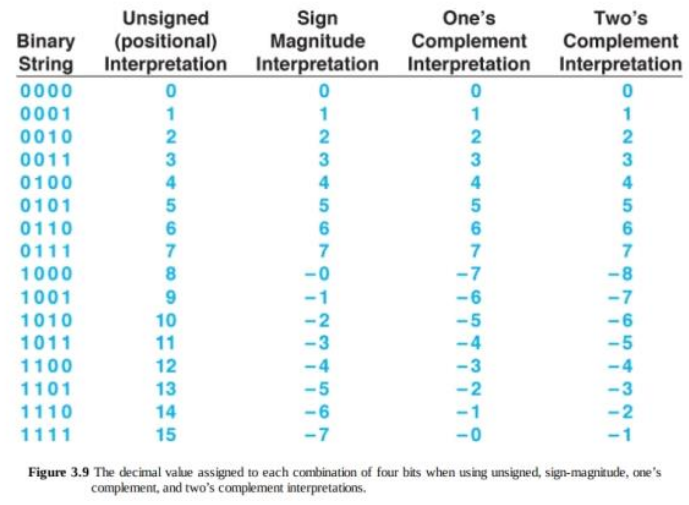 Unsigned Sign One's Two's
Binary (positional) Magnitude Complement Complement
String Interpretation Interpretation Interpretation Interpretation
0000 0 0 0 0
0001 1 1 1 1
0010 2 2 2 2
0011 3 3 3 3
0100 4 4 4 4
0101 5 5 5 5
0110 6 6 6 6
0111 7 7 7 7
1000 8 −0 −7 −8
1001 9 −1 −6 −7
1010 10 −2 −5 −6
1011 11 −3 −4 −5
1100 12 −4 −3 −4
1101 13 −5 −2 −3
1110 14 −6 −1 −2
1111 15 −7 −0 −1
Figure 3.9 The decimal value assigned to each combination of four bits when using unsigned, sign-magnitude, one's
complement, and two's complement interpretations.